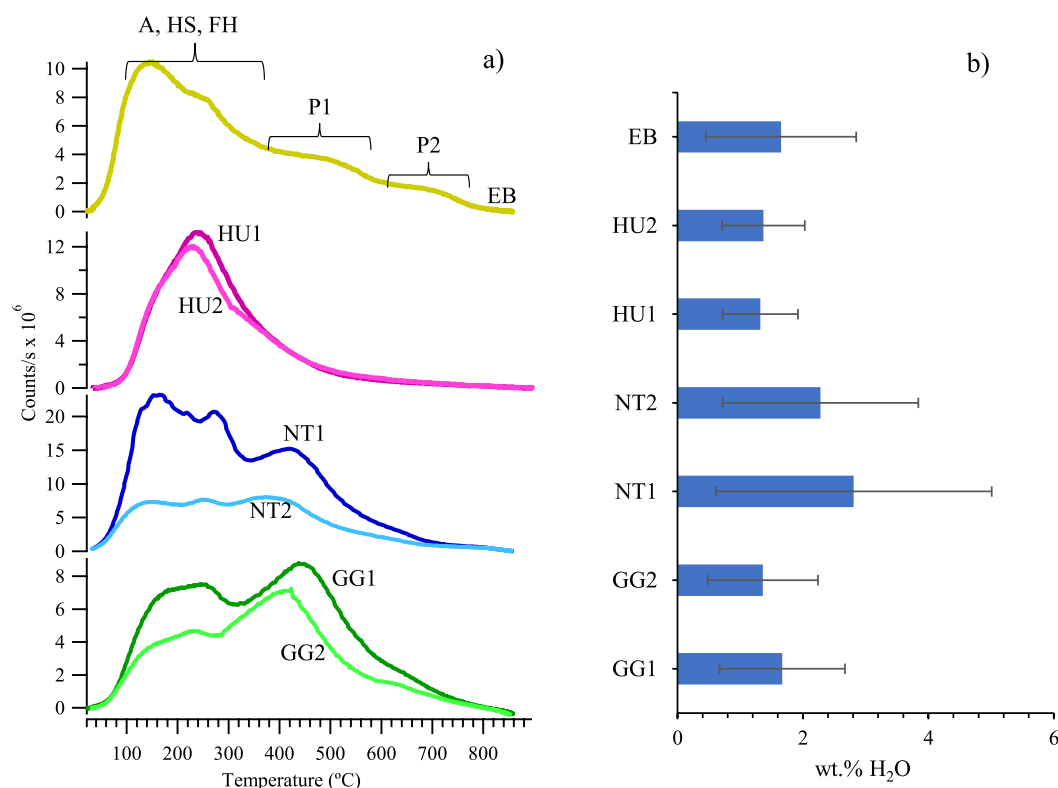 A, HS, FH
a)
b)
10
8
6
4
2
0
P1
P2
EB
12
8
4
0
HU1
HU2
20
15
10
5
0
NT1
NT2
8
6
4
2
0
GG1
GG2
Counts/s x 10⁶
100 200 300 400 500 600 700 800
Temperature (ºC)
EB
HU2
HU1
NT2
NT1
GG2
GG1
0 2 4 6
wt.% H₂O